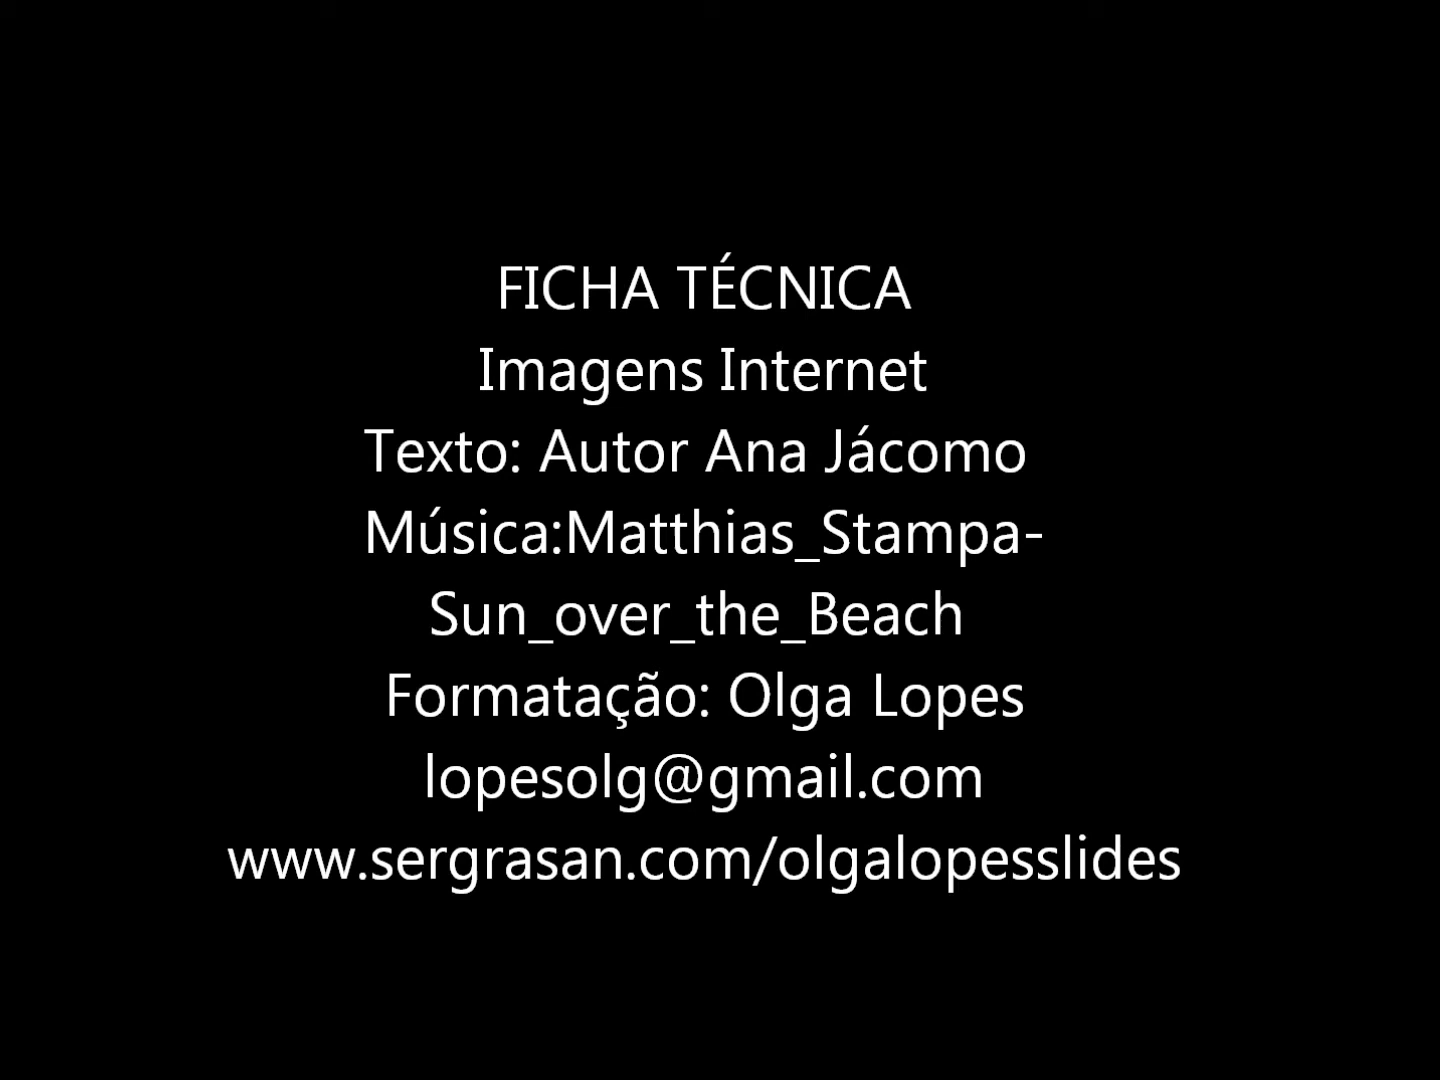 FICHA TÉCNICA
Imagens Internet
Texto: Autor Ana Jácomo
Música:Matthias_Stampa-
Sun_over_the_Beach
Formatação: Olga Lopes
lopesolg@gmail.com
www.sergrasan.com/olgalopesslides